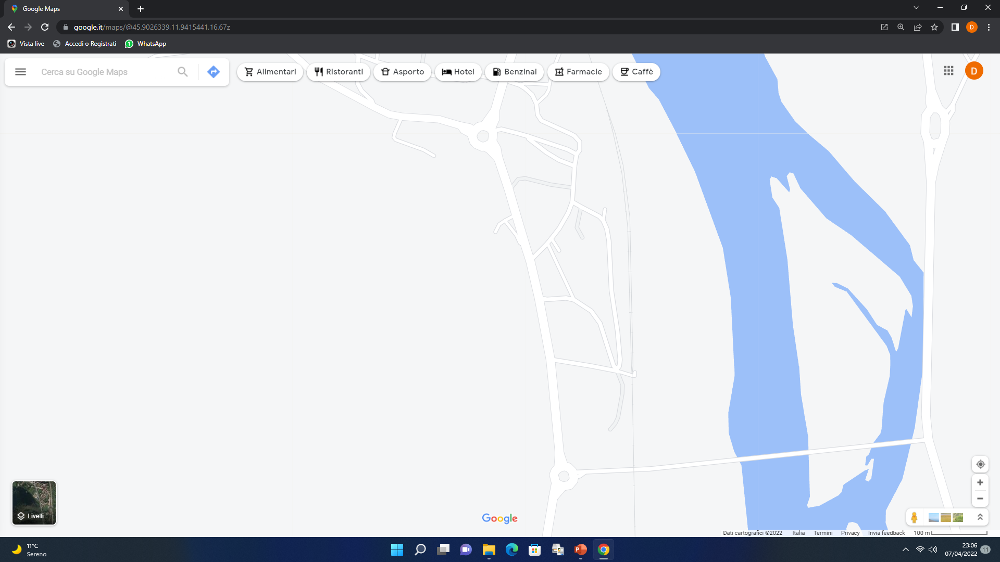 Google Maps
google.it/maps/@45.9026339,11.9415441,16.67z
D
Vista live
Accedi o Registrati
1
WhatsApp
Cerca su Google Maps
Alimentari
Ristoranti
Asporto
Hotel
Benzinai
Farmacie
Caffè
D
Livelli
Google
Dati cartografici ©2022
Italia
Termini
Privacy
Invia feedback
100 m
11°C
Sereno
P
23:06
07/04/2022
11